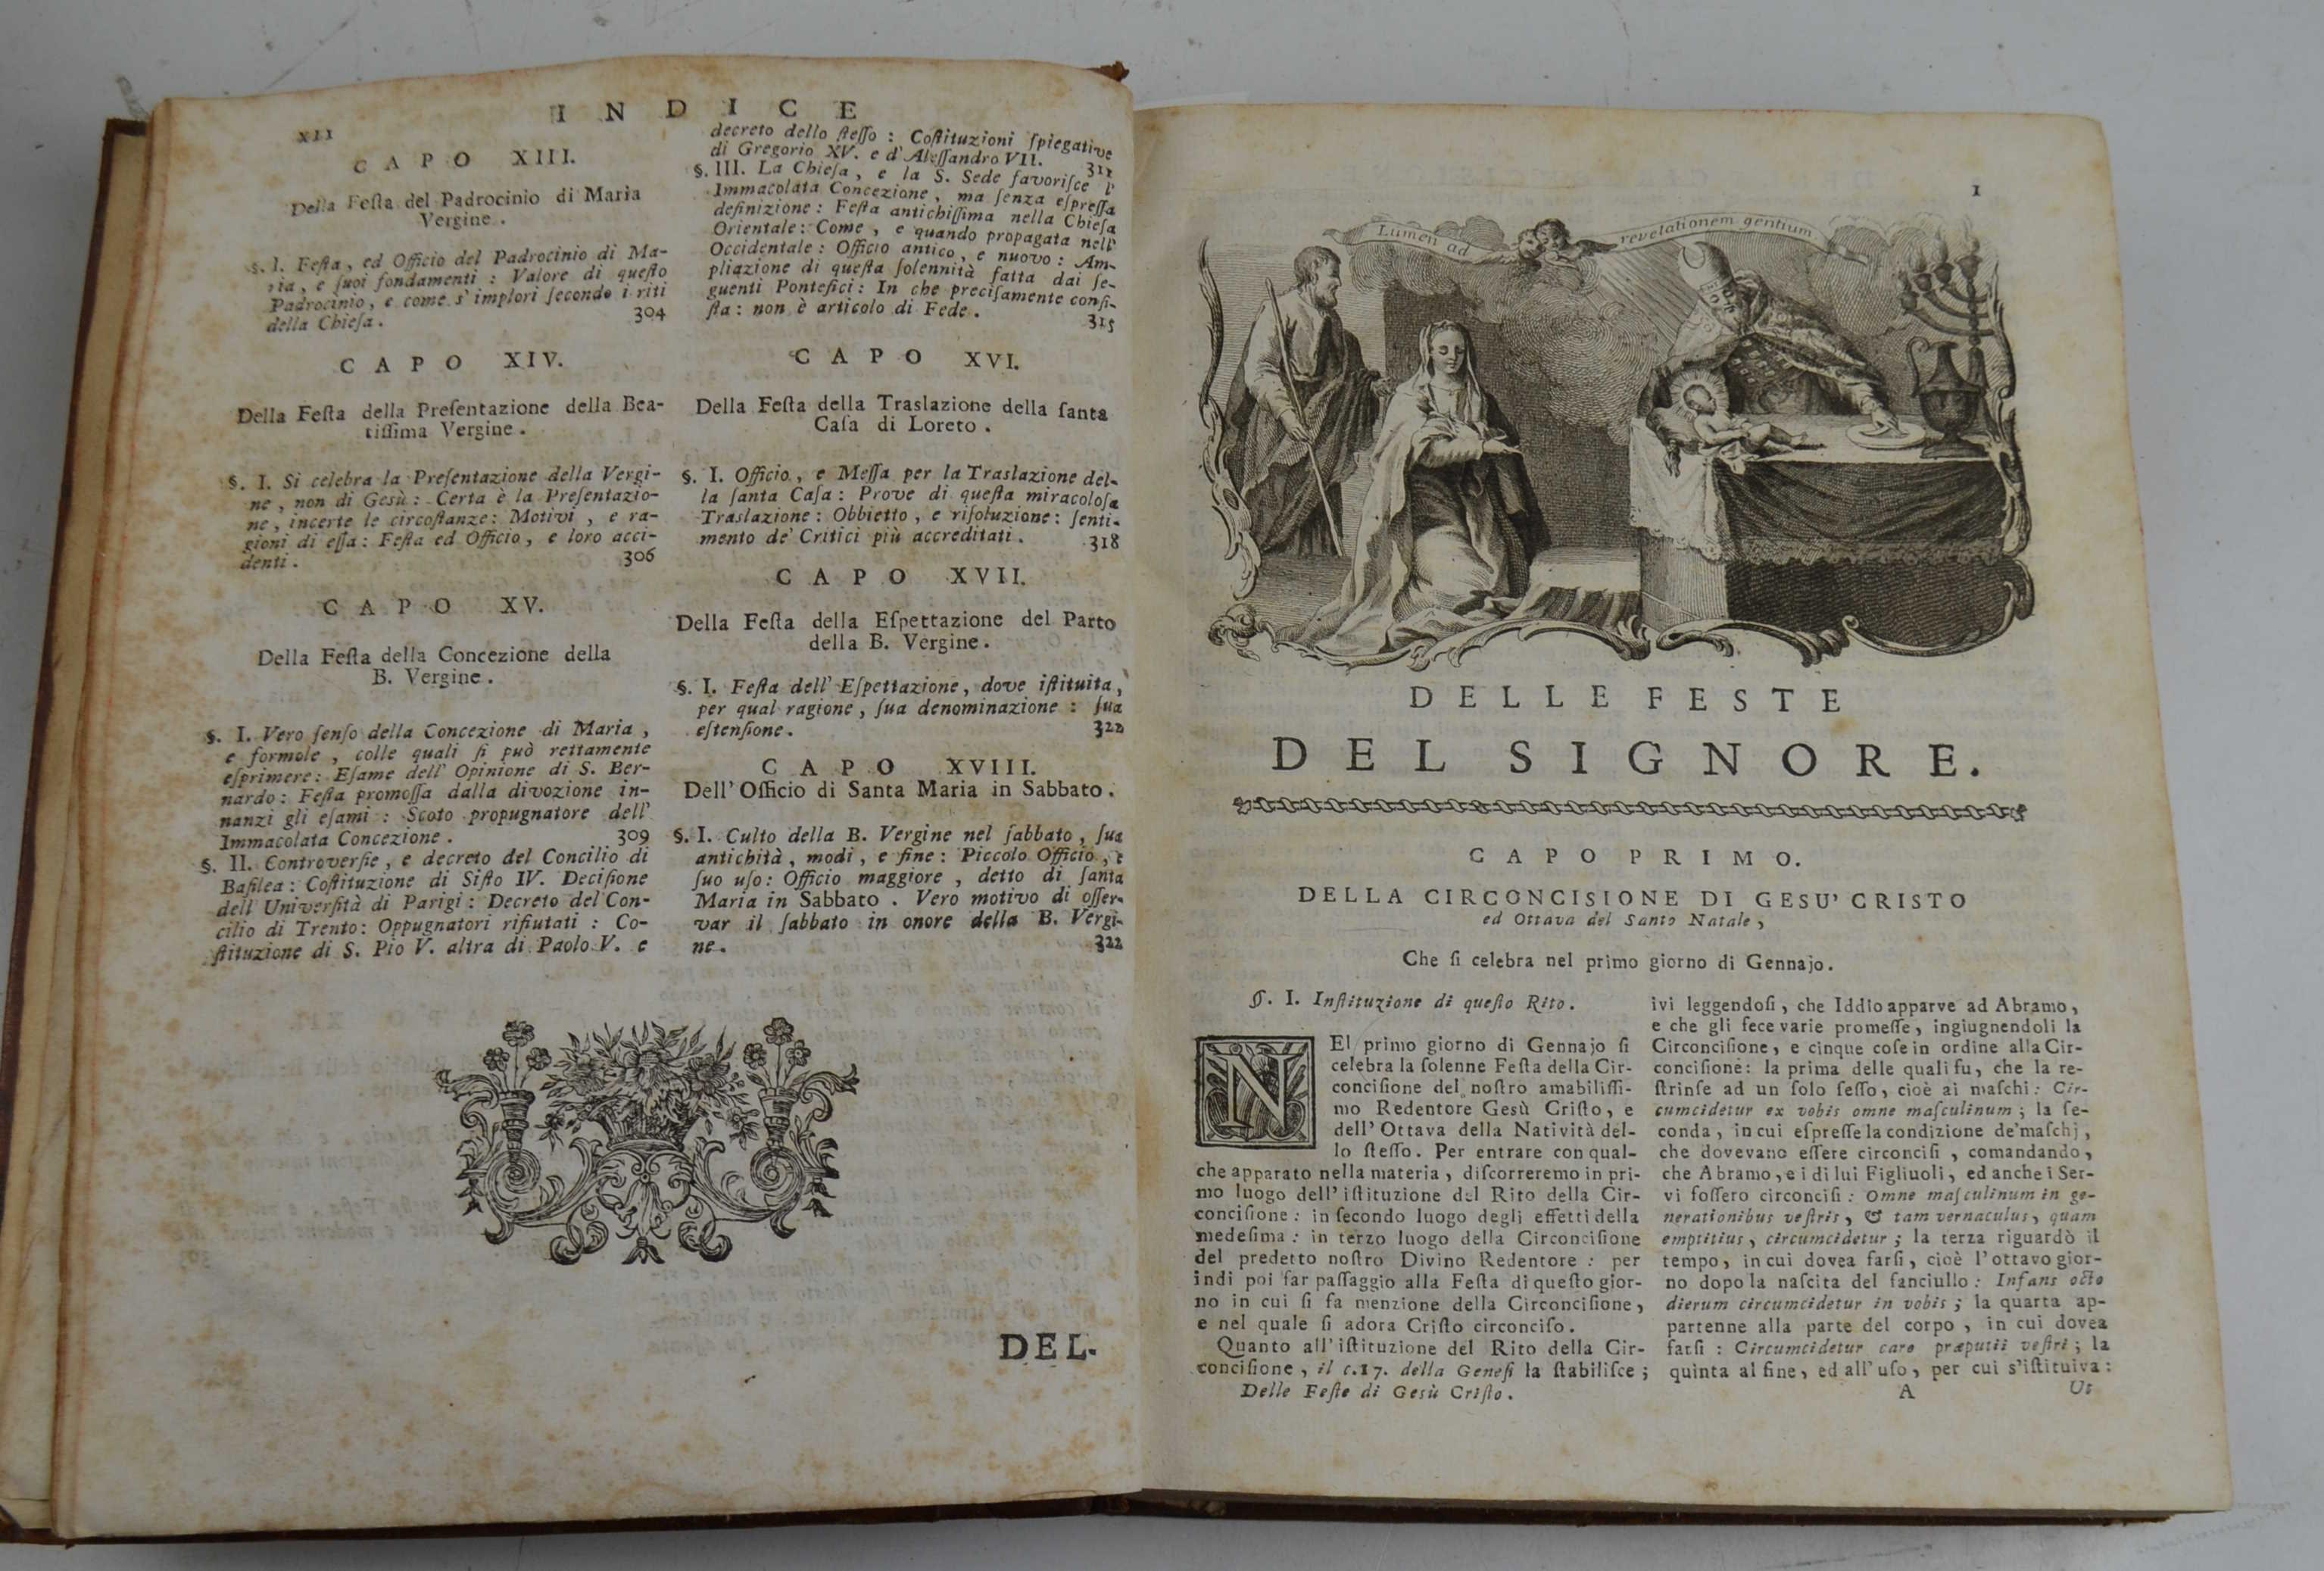 XII
INDICE
CAPO XIII.
Della Feſta del Padrocinio di Maria
Vergine.
§. I. Feſta, ed Officio del Padrocinio di Ma-
ria, e ſuoi fondamenti : Valore di queſto
Padrocinio, e come s'implori ſecondo i riti
della Chieſa. 304
CAPO XIV.
Della Feſta della Preſentazione della Bea-
tiſſima Vergine.
§. I. Si celebra la Preſentazione della Vergi-
ne, non di Gesù : Certa è la Preſentazio-
ne, incerte le circoſtanze: Motivi, e ra-
gioni di eſſa: Feſta ed Officio, e loro acci-
denti. 306
CAPO XV.
Della Feſta della Concezione della
B. Vergine.
§. I. Vero ſenſo della Concezione di Maria,
e formole, colle quali ſi può rettamente
eſprimere: Eſame dell' Opinione di S. Ber-
nardo: Feſta promoſſa dalla divozione in-
nanzi gli eſami : Scoto propugnatore dell'
Immacolata Concezione. 309
§. II. Controverſie, e decreto del Concilio di
Baſilea: Coſtituzione di Siſto IV. Deciſione
dell' Univerſità di Parigi : Decreto del Con-
cilio di Trento: Oppugnatori rifiutati : Co-
ſtituzione di S. Pio V. altra di Paolo V. e
decreto dello ſteſſo : Coſtituzioni ſpiegative
di Gregorio XV. e d'Aleſſandro VII. 311
§. III. La Chieſa, e la S. Sede favoriſce l'
Immacolata Concezione, ma ſenza eſpreſſa
definizione: Feſta antichiſſima nella Chieſa
Orientale: Come, e quando propagata nell'
Occidentale : Officio antico, e nuovo : Am-
pliazione di queſta ſolennità fatta dai ſe-
guenti Pontefici: In che preciſamente conſi-
ſta: non è articolo di Fede. 315
CAPO XVI.
Della Feſta della Traslazione della ſanta
Caſa di Loreto.
§. I. Officio, e Meſſa per la Traslazione del-
la ſanta Caſa : Prove di queſta miracoloſa
Traslazione: Obbietto, e riſoluzione: ſenti-
mento de' Critici più accreditati. 318
CAPO XVII.
Della Feſta della Eſpettazione del Parto
della B. Vergine.
§. I. Feſta dell' Eſpettazione, dove iſtituita,
per qual ragione, ſua denominazione : ſua
eſtenſione. 320
CAPO XVIII.
Dell' Officio di Santa Maria in Sabbato.
§. I. Culto della B. Vergine nel ſabbato, ſua
antichità, modi, e fine: Piccolo Officio, e
ſuo uſo: Officio maggiore, detto di ſanta
Maria in Sabbato. Vero motivo di oſſer-
var il ſabbato in onore della B. Vergi-
ne. 322
DEL-
1
Lumen ad revelationem gentium
DELLE FESTE
DEL SIGNORE.
CAPO PRIMO.
DELLA CIRCONCISIONE DI GESU' CRISTO
ed Ottava del Santo Natale,
Che ſi celebra nel primo giorno di Gennajo.
§. I. Inſtituzione di queſto Rito.
NEl primo giorno di Gennajo ſi
celebra la ſolenne Feſta della Cir-
conciſione del noſtro amabiliſſi-
mo Redentore Gesù Criſto, e
dell' Ottava della Natività del-
lo ſteſſo. Per entrare con qual-
che apparato nella materia, diſcorreremo in pri-
mo luogo dell' iſtituzione del Rito della Cir-
conciſione : in ſecondo luogo degli effetti della
medeſima : in terzo luogo della Circonciſione
del predetto noſtro Divino Redentore : per
indi poi far paſſaggio alla Feſta di queſto gior-
no in cui ſi fa menzione della Circonciſione,
e nel quale ſi adora Criſto circonciſo.
Quanto all' iſtituzione del Rito della Cir-
conciſione, il c.17. della Geneſi la ſtabiliſce ;
Delle Feſte di Gesù Criſto.
ivi leggendoſi, che Iddio apparve ad Abramo,
e che gli fece varie promeſſe, ingiugnendoli la
Circonciſione, e cinque coſe in ordine alla Cir-
conciſione: la prima delle quali fu, che la re-
ſtrinſe ad un ſolo ſeſſo, cioè ai maſchi : Cir-
cumcidetur ex vobis omne maſculinum ; la ſe-
conda, in cui eſpreſſe la condizione de' maſchj,
che dovevano eſſere circonciſi, comandando,
che Abramo, e i di lui Figliuoli, ed anche i Ser-
vi foſſero circonciſi : Omne maſculinum in ge-
nerationibus veſtris, & tam vernaculus, quam
emptitius, circumcidetur ; la terza riguardò il
tempo, in cui dovea farſi, cioè l'ottavo gior-
no dopo la naſcita del fanciullo : Infans octo
dierum circumcidetur in vobis ; la quarta ap-
partenne alla parte del corpo, in cui dovea
farſi : Circumcidetur caro præputii veſtri ; la
quinta al fine, ed all' uſo, per cui s'iſtituiva :
A
Ut